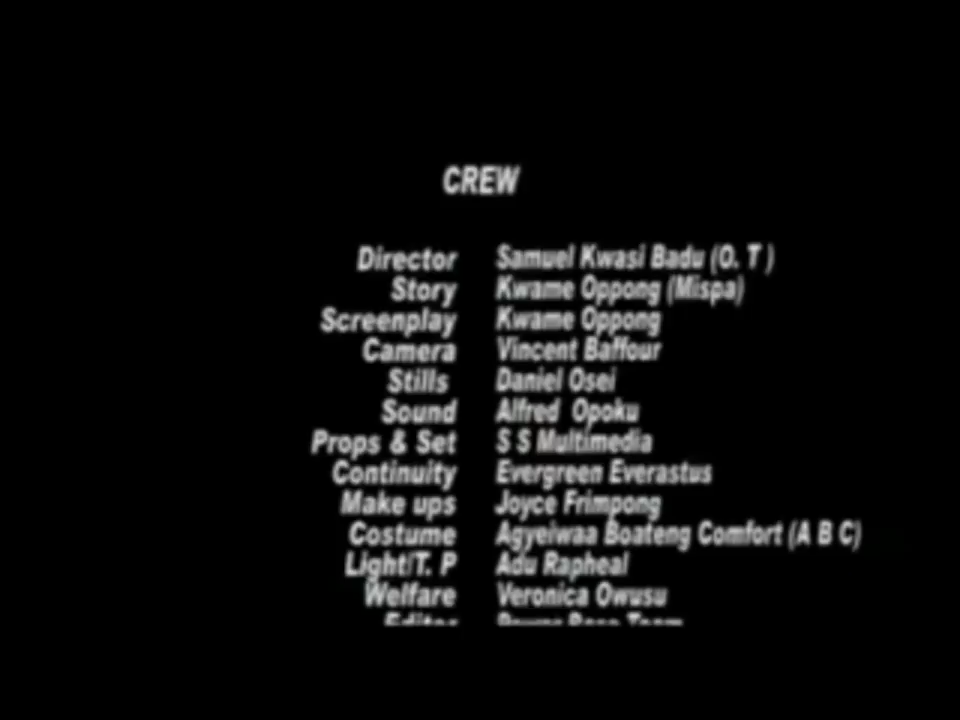 CREW
Director Samuel Kwasi Badu (O. T )
Story Kwame Oppong (Mispa)
Screenplay Kwame Oppong
Camera Vincent Baffour
Stills Daniel Osei
Sound Alfred Opoku
Props & Set S S Multimedia
Continuity Evergreen Everastus
Make ups Joyce Frimpong
Costume Agyeiwaa Boateng Comfort (A B C)
Light/T. P Adu Rapheal
Welfare Veronica Owusu
Editor